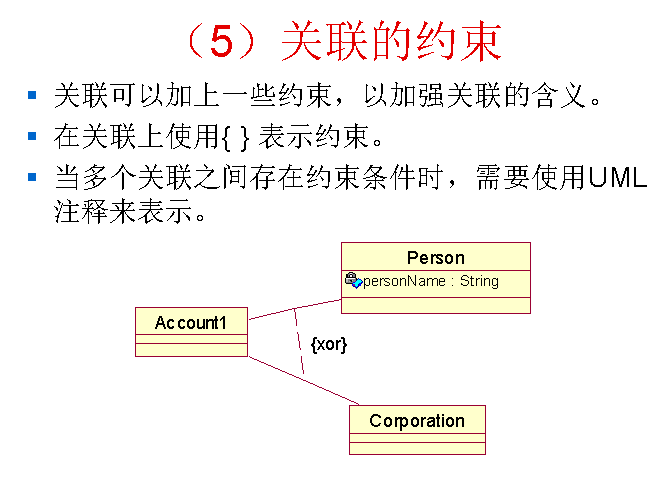 （5）关联的约束
关联可以加上一些约束，以加强关联的含义。
在关联上使用{ } 表示约束。
当多个关联之间存在约束条件时，需要使用UML
注释来表示。
Person
personName : String
Account1
{xor}
Corporation